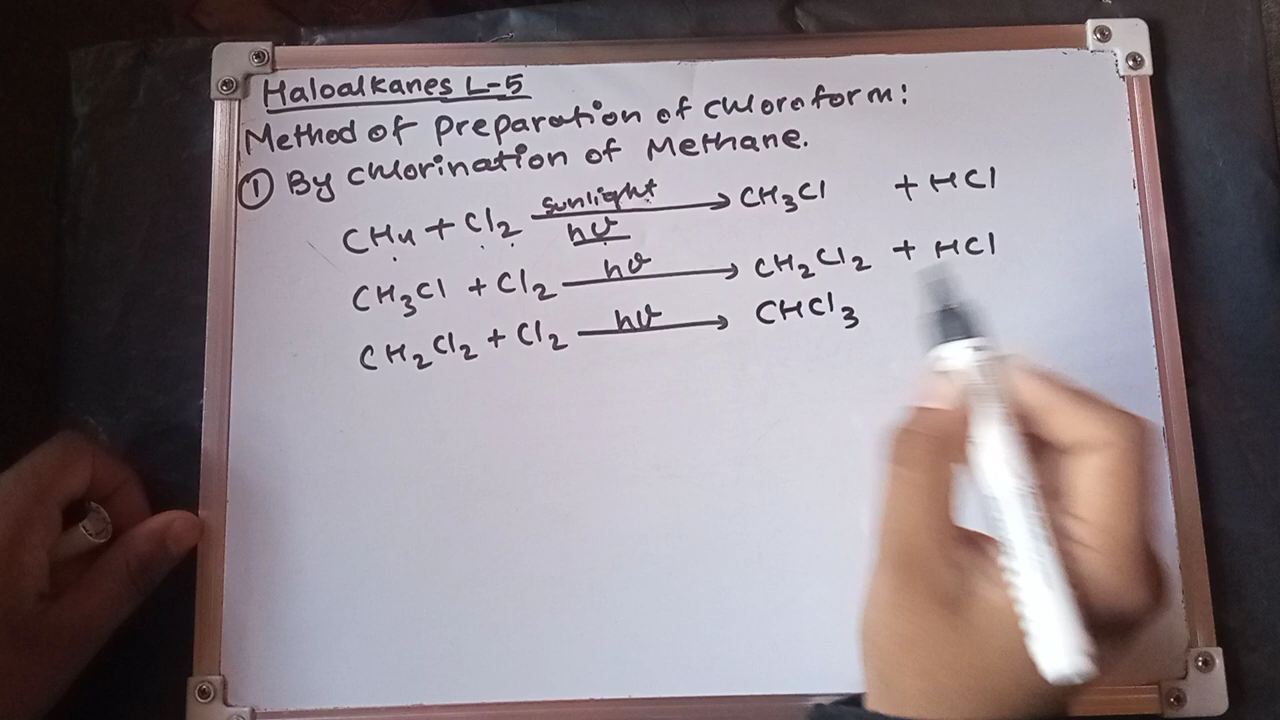 Haloalkanes L-5
Method of Preparation of chloroform:
① By chlorination of Methane.
CH4 + Cl2 sunlight hν → CH3Cl + HCl
CH3Cl + Cl2 hν → CH2Cl2 + HCl
CH2Cl2 + Cl2 hν → CHCl3